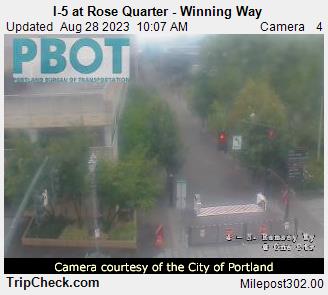 I-5 at Rose Quarter - Winning Way
Updated Aug 28 2023 10:07 AM Camera 4
PBOT
PORTLAND BUREAU OF TRANSPORTATION
Camera courtesy of the City of Portland
TripCheck.com Milepost302.00